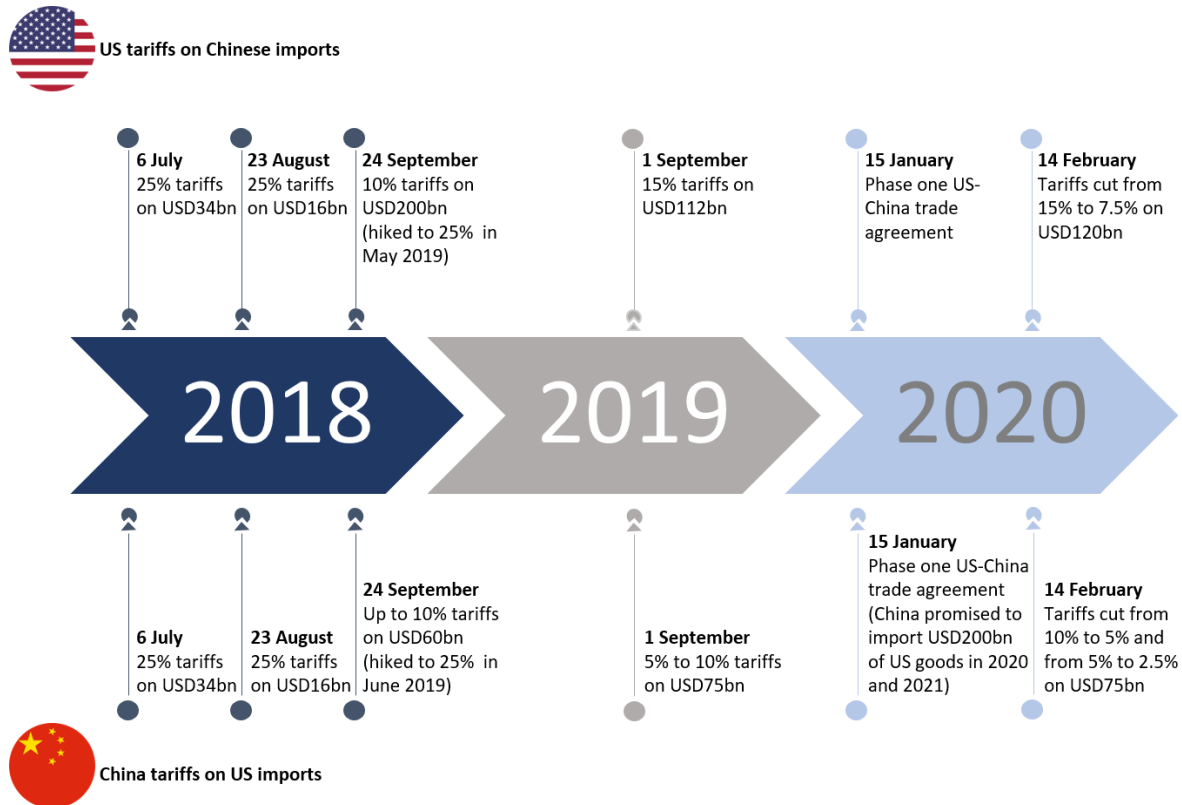 US tariffs on Chinese imports
6 July
25% tariffs
on USD34bn
23 August
25% tariffs
on USD16bn
24 September
10% tariffs on
USD200bn
(hiked to 25% in
May 2019)
1 September
15% tariffs on
USD112bn
15 January
Phase one US-
China trade
agreement
14 February
Tariffs cut from
15% to 7.5% on
USD120bn
2018
2019
2020
6 July
25% tariffs
on USD34bn
23 August
25% tariffs
on USD16bn
24 September
Up to 10% tariffs
on USD60bn
(hiked to 25% in
June 2019)
1 September
5% to 10% tariffs
on USD75bn
15 January
Phase one US-China
trade agreement
(China promised to
import USD200bn
of US goods in 2020
and 2021)
14 February
Tariffs cut from
10% to 5% and
from 5% to 2.5%
on USD75bn
China tariffs on US imports